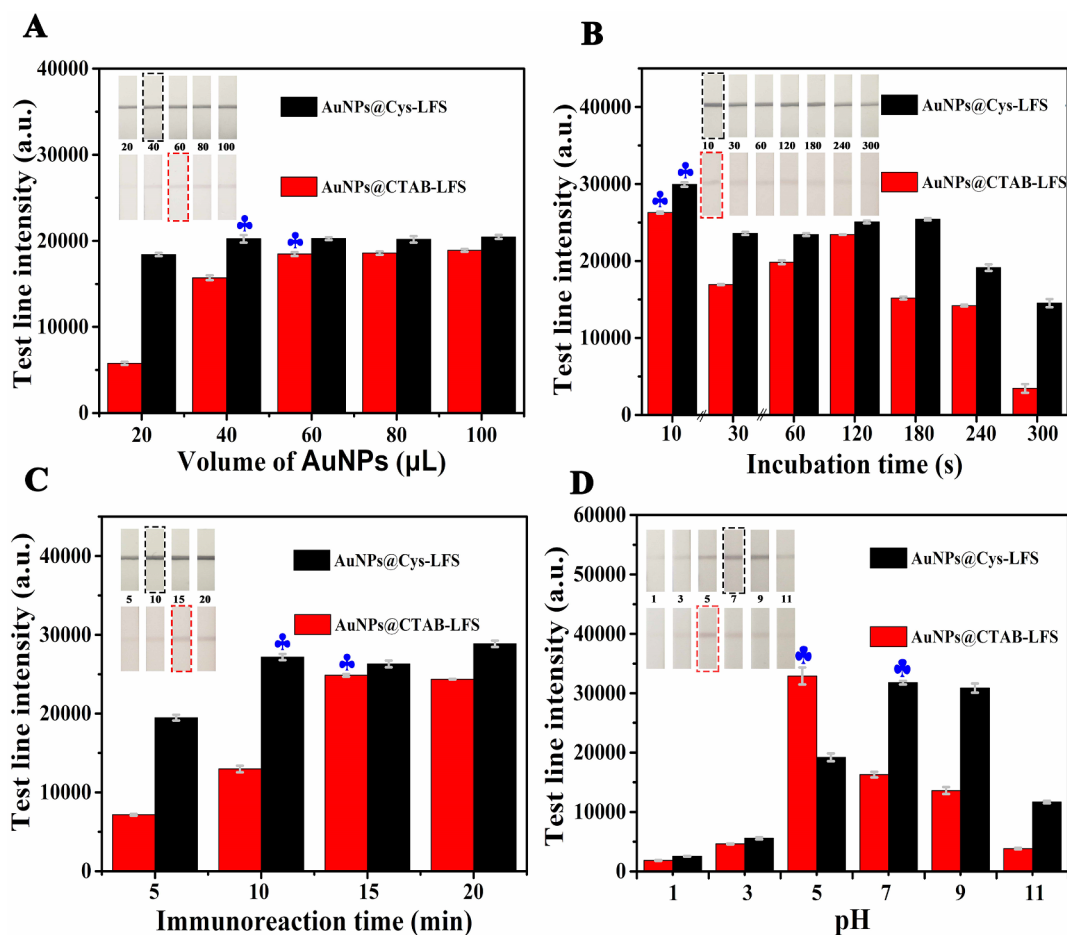 A
Test line intensity (a.u.)
40000
30000
20000
10000
0
20 40 60 80 100
AuNPs@Cys-LFS
AuNPs@CTAB-LFS
20 40 60 80 100
Volume of AuNPs (µL)
B
Test line intensity (a.u.)
40000
30000
20000
10000
0
10 30 60 120 180 240 300
AuNPs@Cys-LFS
AuNPs@CTAB-LFS
10 30 60 120 180 240 300
Incubation time (s)
C
Test line intensity (a.u.)
40000
30000
20000
10000
0
5 10 15 20
AuNPs@Cys-LFS
AuNPs@CTAB-LFS
5 10 15 20
Immunoreaction time (min)
D
Test line intensity (a.u.)
60000
50000
40000
30000
20000
10000
0
1 3 5 7 9 11
AuNPs@Cys-LFS
AuNPs@CTAB-LFS
1 3 5 7 9 11
pH